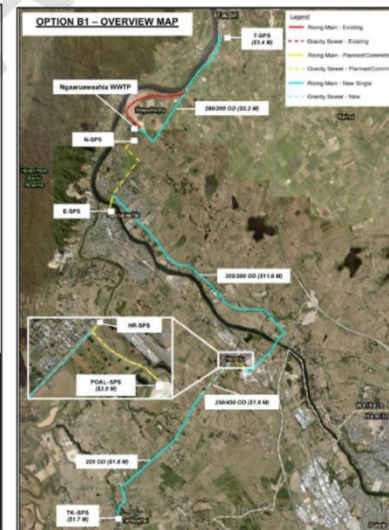 OPTION B1 – OVERVIEW MAP
Legend
Rising Main - Existing
Gravity Sewer - Existing
Rising Main - Planned/Committe
Gravity Sewer - Planned/Commi
Rising Main - New Single
Gravity Sewer - New
T-SPS
($3.4 M)
Ngaaruawaahia WWTP
280/200 OD ($5.2 M)
N-SPS
E-SPS
355/280 OD ($11.6 M)
HR-SPS
POAL-SPS
($3.9 M)
250/450 OD ($1.8 M)
225 OD ($1.8 M)
TK-SPS
($1.7 M)